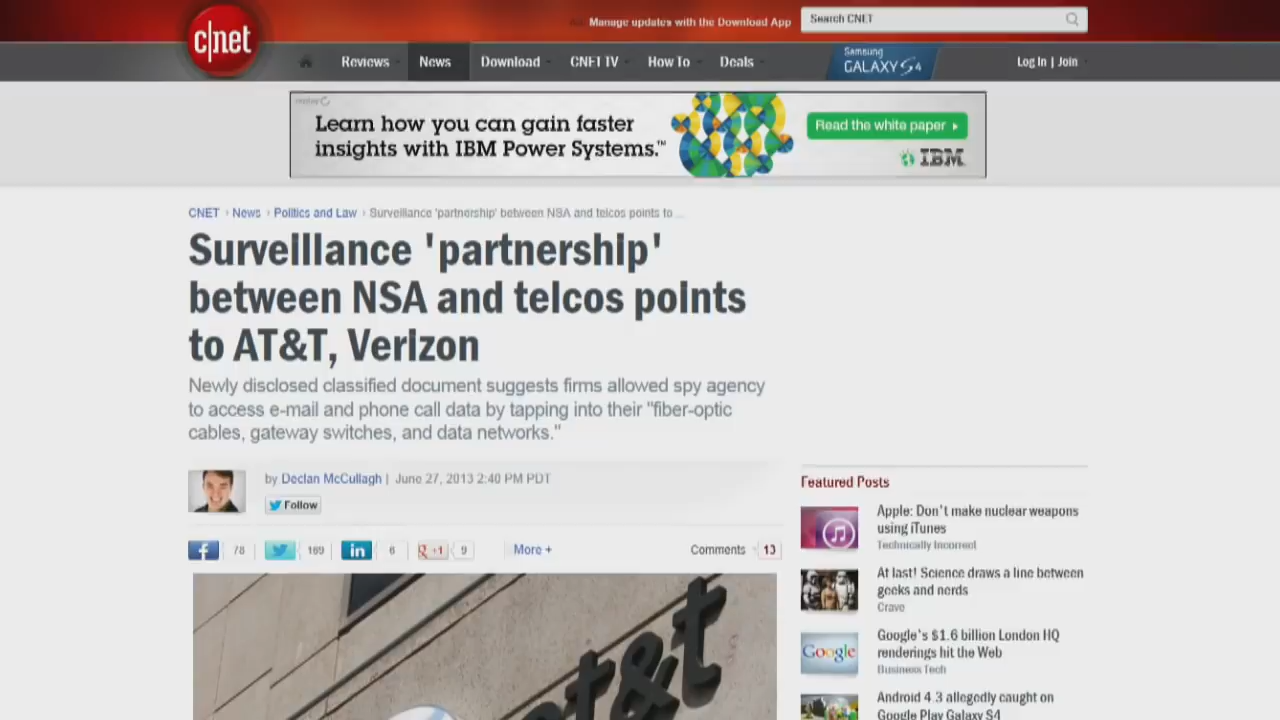 Manage updates with the Download App
Search CNET
c|net
Reviews
News
Download
CNET TV
How To
Deals
Samsung
GALAXY S4
Log In | Join
Learn how you can gain faster
insights with IBM Power Systems.™
Read the white paper
IBM
CNET › News › Politics and Law › Surveillance 'partnership' between NSA and telcos points to ...
Surveillance 'partnership'
between NSA and telcos points
to AT&T, Verizon
Newly disclosed classified document suggests firms allowed spy agency
to access e-mail and phone call data by tapping into their "fiber-optic
cables, gateway switches, and data networks."
by Declan McCullagh | June 27, 2013 2:40 PM PDT
Follow
f 78
169
in 6
g +1 9
More +
Comments 13
at&t
Featured Posts
Apple: Don't make nuclear weapons
using iTunes
Technically Incorrect
At last! Science draws a line between
geeks and nerds
Crave
Google
Google's $1.6 billion London HQ
renderings hit the Web
Business Tech
Android 4.3 allegedly caught on
Google Play Galaxy S4